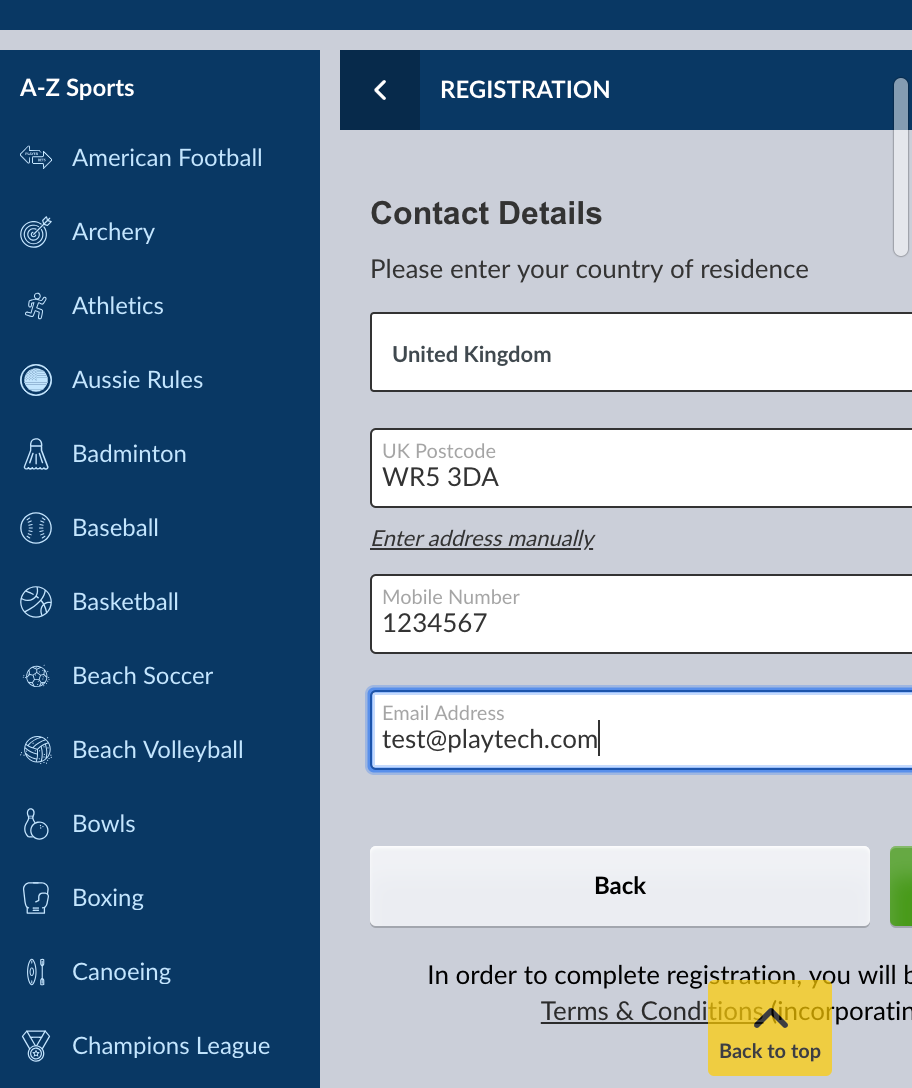 A-Z Sports
American Football
Archery
Athletics
Aussie Rules
Badminton
Baseball
Basketball
Beach Soccer
Beach Volleyball
Bowls
Boxing
Canoeing
Champions League
REGISTRATION
Contact Details
Please enter your country of residence
United Kingdom
UK Postcode
WR5 3DA
Enter address manually
Mobile Number
1234567
Email Address
test@playtech.com
Back
In order to complete registration, you will
Terms & Conditions (incorporatin
Back to top